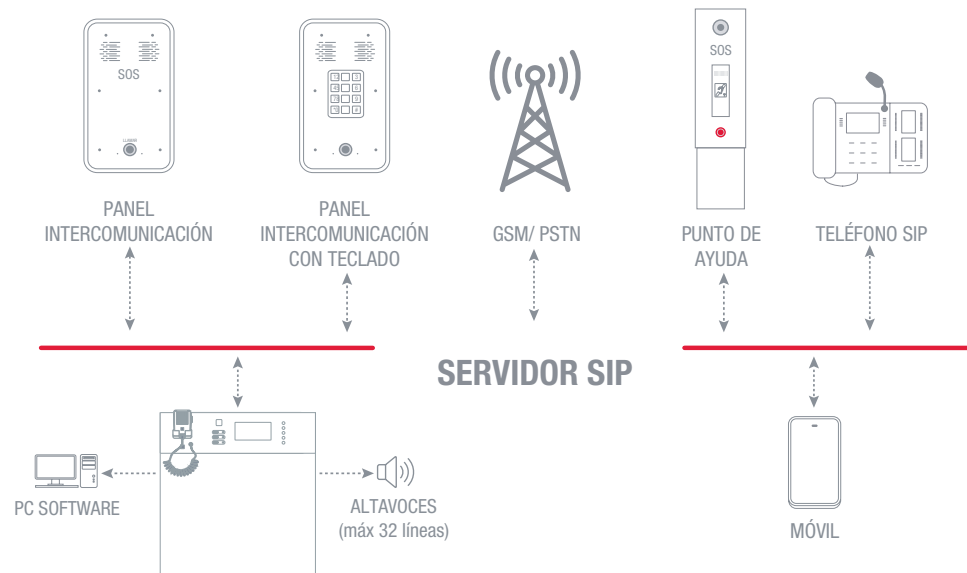 SOS
LLAMAR
SOS
PANEL
INTERCOMUNICACIÓN
PANEL
INTERCOMUNICACIÓN
CON TECLADO
GSM/ PSTN
PUNTO DE
AYUDA
TELÉFONO SIP
SERVIDOR SIP
PC SOFTWARE
ALTAVOCES
(máx 32 líneas)
MÓVIL